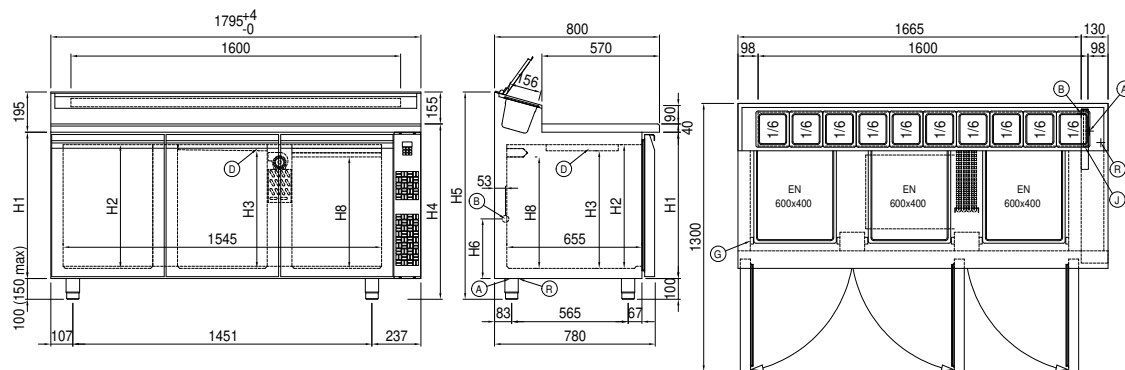 1795 +4 -0
1600
195
155
H1
H2
D
H3
H8
H4
1545
100 (150 max)
107
1451
237
800
570
156
90
40
53
B
D
H5
H6
H8
H3
H2
H1
655
A
R
100
83
565
67
780
1665
130
98
1600
98
B
A
1/6
1/6
1/6
1/6
1/6
1/6
1/6
1/6
1/6
1/6
R
J
EN
600x400
EN
600x400
EN
600x400
G
1300